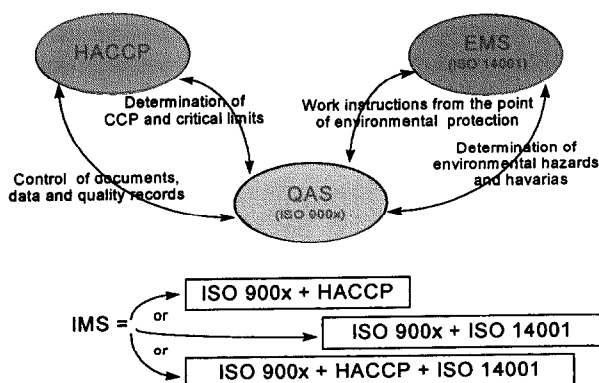 HACCP
EMS
(ISO 14001)
Determination of
CCP and critical limits
Work instructions from the point
of environmental protection
Control of documents,
data and quality records
Determination of
environmental hazards
and havarias
QAS
(ISO 900x)
ISO 900x + HACCP
or
IMS =
ISO 900x + ISO 14001
or
ISO 900x + HACCP + ISO 14001